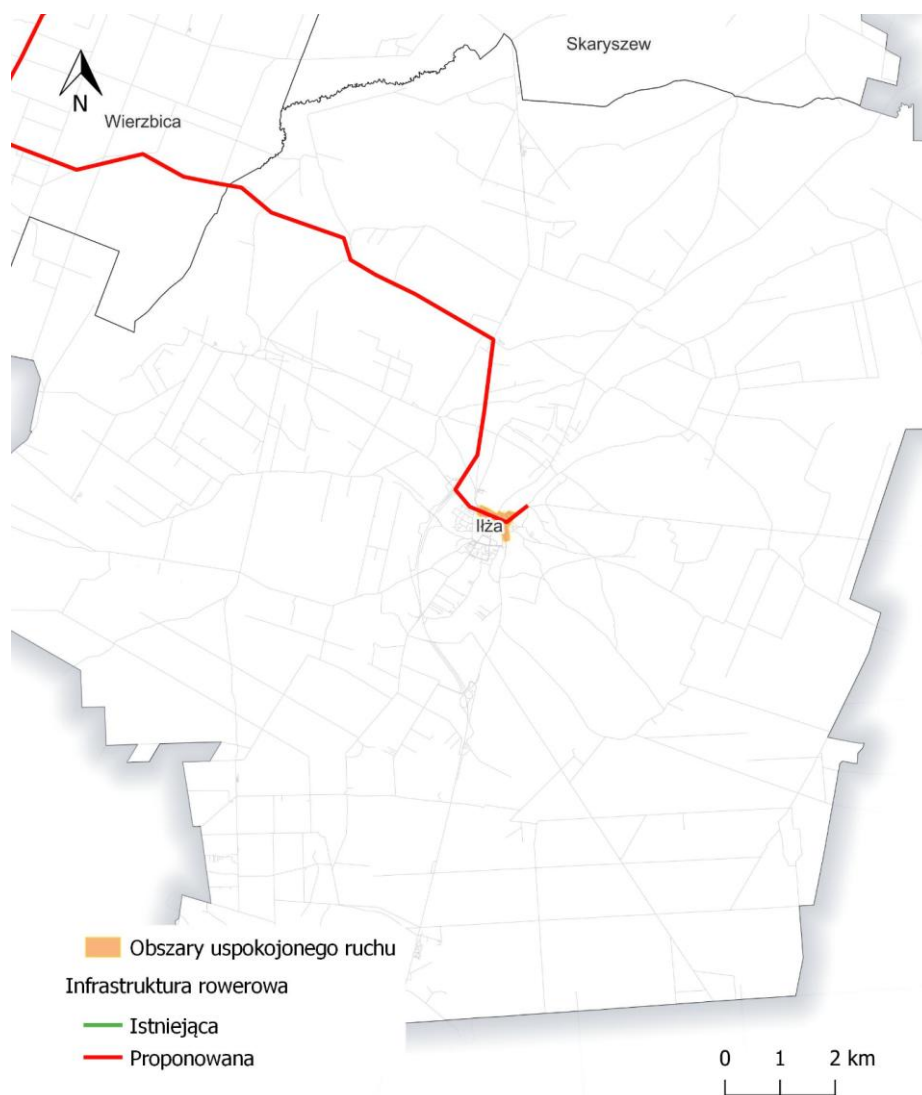 Skaryszew
N
Wierzbica
Iłża
Obszary uspokojonego ruchu
Infrastruktura rowerowa
Istniejąca
Proponowana
0 1 2 km